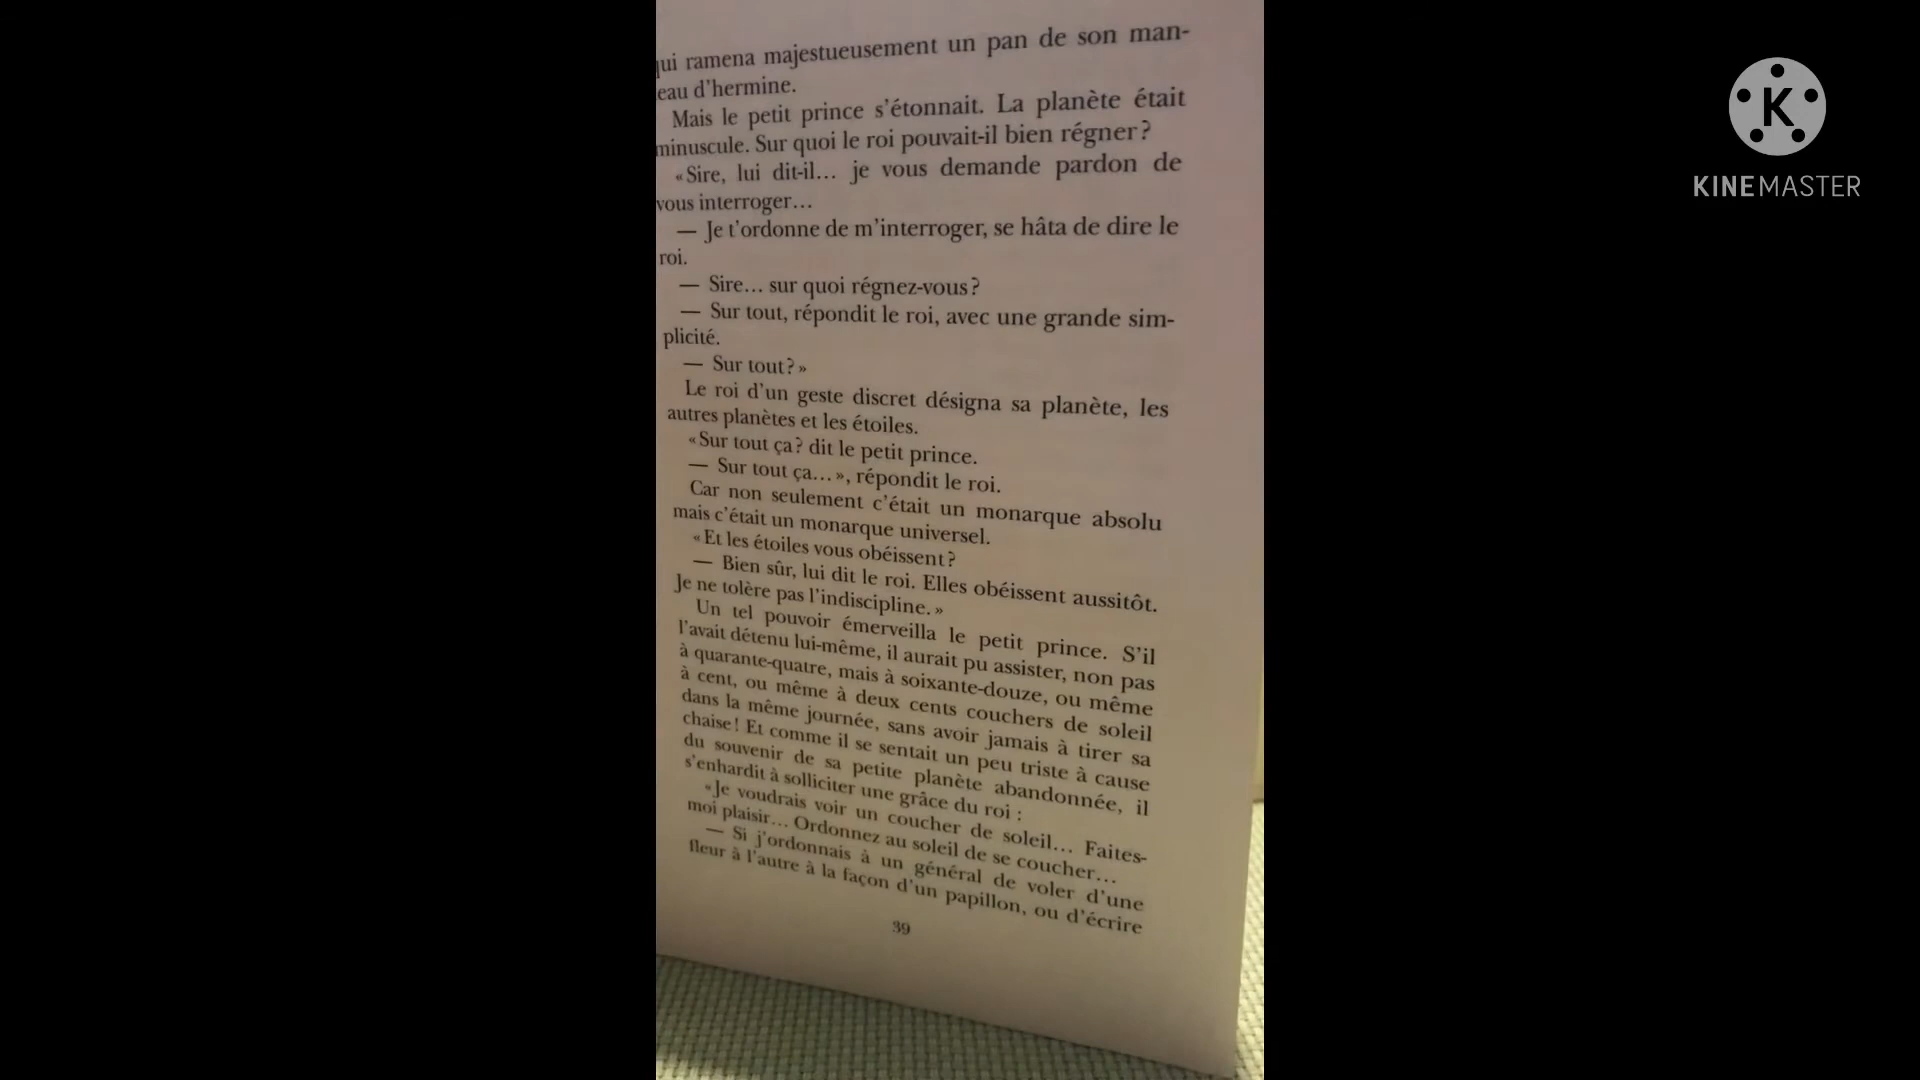 qui ramena majestueusement un pan de son man-
eau d'hermine.
Mais le petit prince s'étonnait. La planète était
minuscule. Sur quoi le roi pouvait-il bien régner ?
« Sire, lui dit-il... je vous demande pardon de
vous interroger...
— Je t'ordonne de m'interroger, se hâta de dire le
roi.
— Sire... sur quoi régnez-vous ?
— Sur tout, répondit le roi, avec une grande sim-
plicité.
— Sur tout ? »
Le roi d'un geste discret désigna sa planète, les
autres planètes et les étoiles.
« Sur tout ça ? dit le petit prince.
— Sur tout ça... », répondit le roi.
Car non seulement c'était un monarque absolu
mais c'était un monarque universel.
« Et les étoiles vous obéissent ?
— Bien sûr, lui dit le roi. Elles obéissent aussitôt.
Je ne tolère pas l'indiscipline. »
Un tel pouvoir émerveilla le petit prince. S'il
l'avait détenu lui-même, il aurait pu assister, non pas
à quarante-quatre, mais à soixante-douze, ou même
à cent, ou même à deux cents couchers de soleil
dans la même journée, sans avoir jamais à tirer sa
chaise ! Et comme il se sentait un peu triste à cause
du souvenir de sa petite planète abandonnée, il
s'enhardit à solliciter une grâce du roi :
« Je voudrais voir un coucher de soleil... Faites-
moi plaisir... Ordonnez au soleil de se coucher...
— Si j'ordonnais à un général de voler d'une
fleur à l'autre à la façon d'un papillon, ou d'écrire
39
K
KINEMASTER